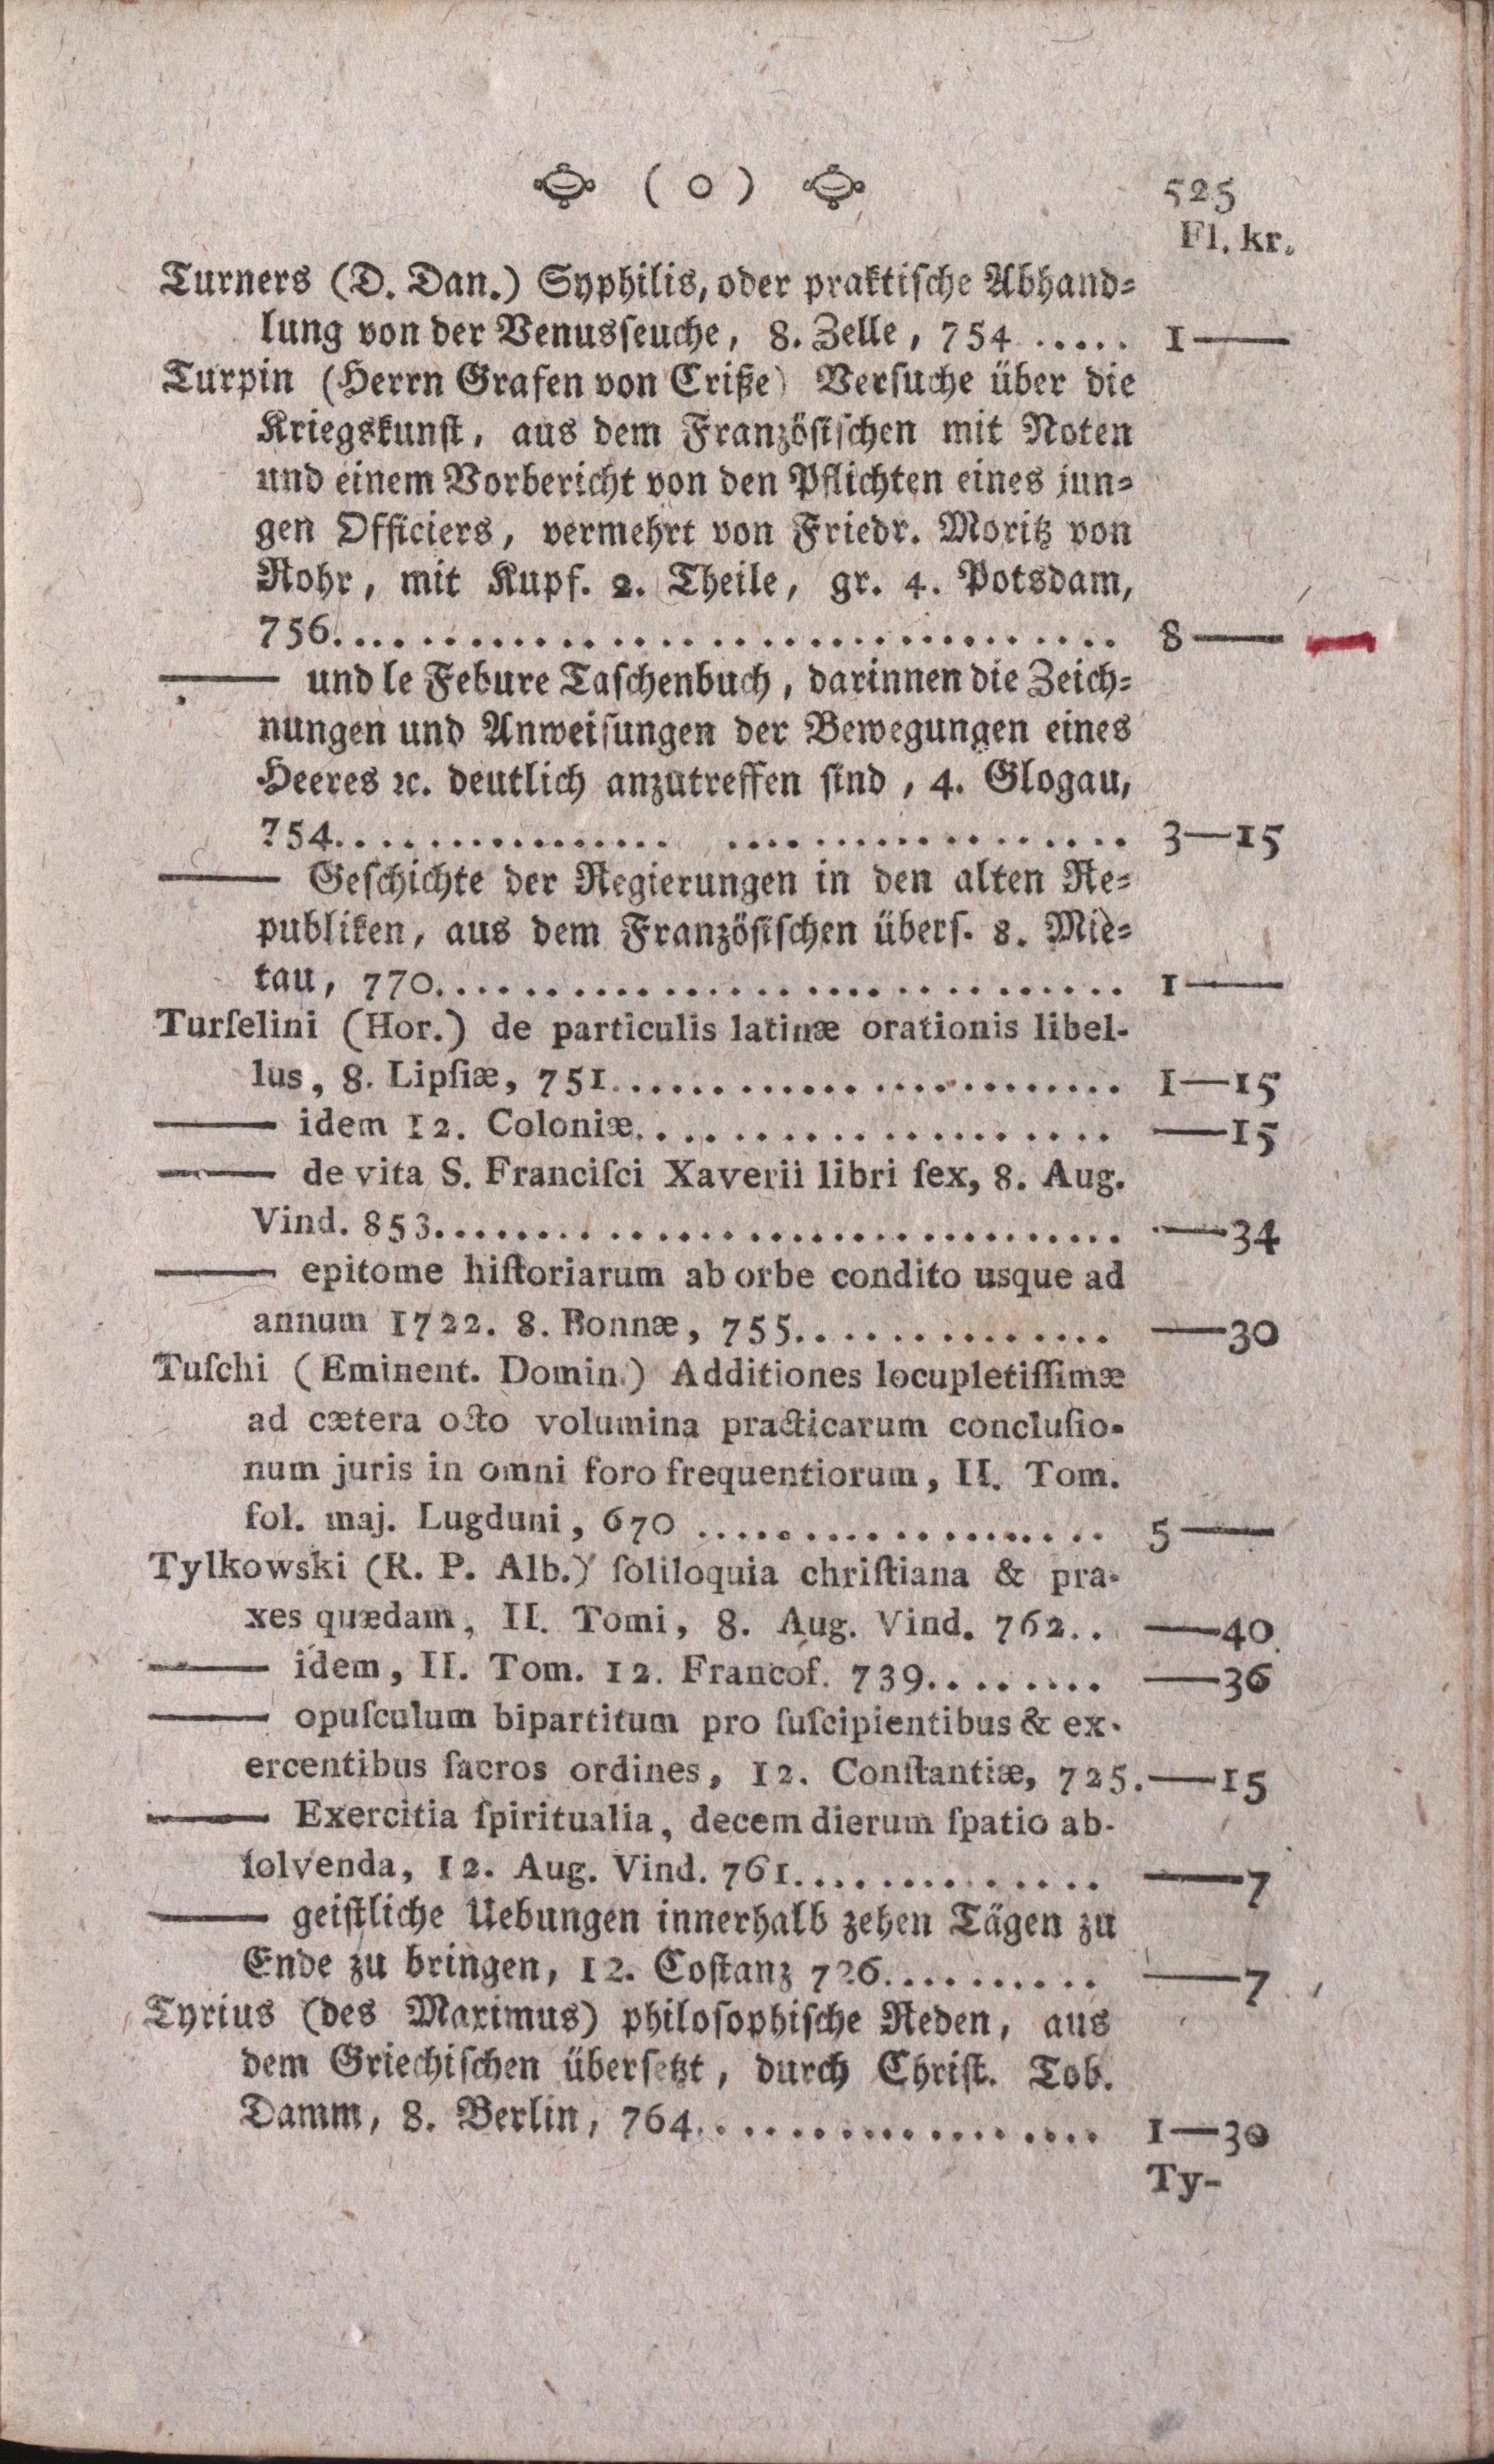 ( o ) 525
Fl. kr.
Turners (D. Dan.) Syphilis, oder praktiſche Abhand=
lung von der Venusſeuche, 8. Zelle, 754 ..... 1——
Turpin (Herrn Grafen von Criße) Verſuche über die
Kriegskunſt, aus dem Franzöſiſchen mit Noten
und einem Vorbericht von den Pflichten eines jun=
gen Officiers, vermehrt von Friedr. Moritz von
Rohr, mit Kupf. 2. Theile, gr. 4. Potsdam,
756................................ 8——
—— und le Febure Taſchenbuch, darinnen die Zeich=
nungen und Anweiſungen der Bewegungen eines
Heeres ꝛc. deutlich anzutreffen ſind, 4. Glogau,
754................................ 3—15
—— Geſchichte der Regierungen in den alten Re=
publiken, aus dem Franzöſiſchen überſ. 8. Miè=
tau, 770............................ 1——
Turſelini (Hor.) de particulis latinæ orationis libel-
lus, 8. Lipſiæ, 751...................... 1—15
—— idem 12. Coloniæ.................... —15
—— de vita S. Franciſci Xaverii libri ſex, 8. Aug.
Vind. 853............................ —34
—— epitome hiſtoriarum ab orbe condito usque ad
annum 1722. 8. Bonnæ, 755.............. —30
Tuſchi (Eminent. Domin.) Additiones locupletiſſimæ
ad cætera octo volumina practicarum concluſio-
num juris in omni foro frequentiorum, II. Tom.
fol. maj. Lugduni, 670 .................. 5——
Tylkowski (R. P. Alb.) ſoliloquia chriſtiana & pra-
xes quædam, II. Tomi, 8. Aug. Vind. 762.. —40
—— idem, II. Tom. 12. Francof. 739........ —36
—— opuſculum bipartitum pro ſuſcipientibus & ex-
ercentibus ſacros ordines, 12. Conſtantiæ, 725.—15
—— Exercitia ſpiritualia, decem dierum ſpatio ab-
ſolvenda, 12. Aug. Vind. 761.............. ——7
—— geiſtliche Uebungen innerhalb zehen Tägen zu
Ende zu bringen, 12. Coſtanz 726.......... ——7
Tyrius (des Maximus) philoſophiſche Reden, aus
dem Griechiſchen überſetzt, durch Chriſt. Tob.
Damm, 8. Berlin, 764.................. 1—30
Ty-